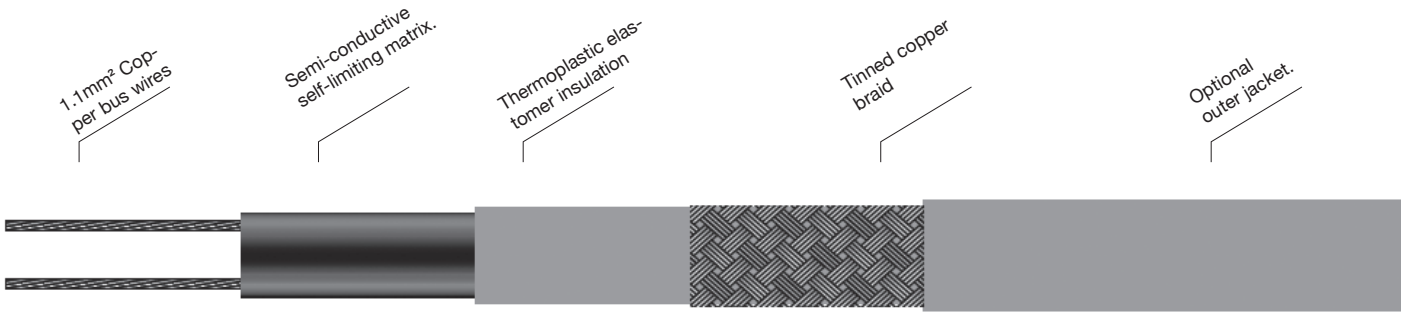 1.1mm² Cop-
per bus wires
Semi-conductive
self-limiting matrix.
Thermoplastic elas-
tomer insulation
Tinned copper
braid
Optional
outer jacket.